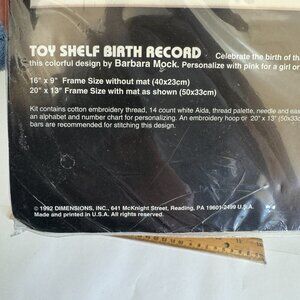 TOY SHELF BIRTH RECORD Celebrate the birth of
this colorful design by Barbara Mock. Personalize with pink for a girl or
16" x 9" Frame Size without mat (40x23cm)
20" x 13" Frame Size with mat as shown (50x33cm)
Kit contains cotton embroidery thread, 14 count white Aida, thread palette, needle and
an alphabet and number chart for personalizing. An embroidery hoop or 20" x 13" (50x33c
bars are recommended for stitching this design.
© 1992 DIMENSIONS, INC., 641 McKnight Street, Reading, PA 19601-2499 U.S.A.
Made and printed in U.S.A. All rights reserved.